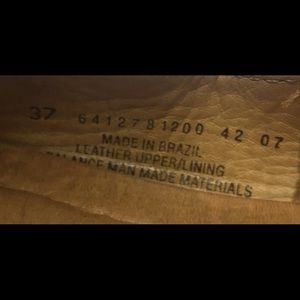 37 6412781200 42 07
MADE IN BRAZIL
LEATHER UPPER/LINING
BALANCE MAN MADE MATERIALS